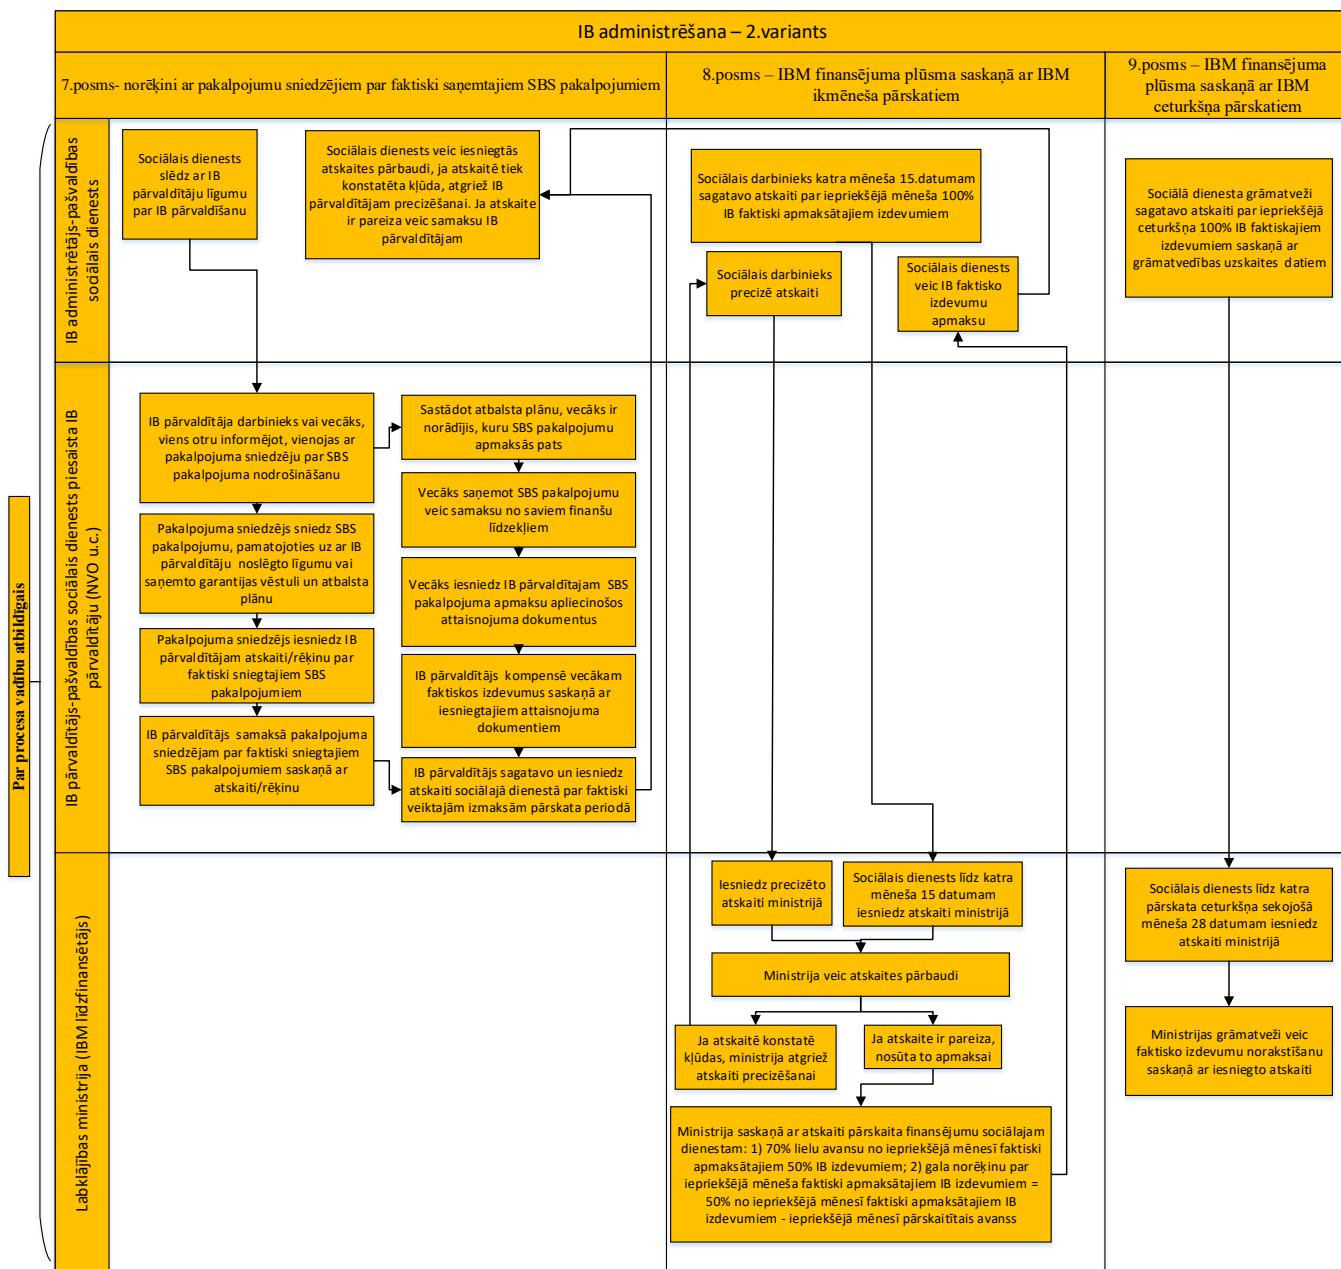 IB administrēšana – 2.variants
7.posms- norēķini ar pakalpojumu sniedzējiem par faktiski saņemtajiem SBS pakalpojumiem
8.posms – IBM finansējuma plūsma saskaņā ar IBM
ikmēneša pārskatiem
9.posms – IBM finansējuma
plūsma saskaņā ar IBM
ceturkšņa pārskatiem
Par procesa vadību atbildīgais
IB administrētājs-pašvaldības
sociālais dienests
Sociālais dienests
slēdz ar IB
pārvaldītāju līgumu
par IB pārvaldīšanu
Sociālais dienests veic iesniegtās
atskaites pārbaudi, ja atskaitē tiek
konstatēta kļūda, atgriež IB
pārvaldītājam precizēšanai. Ja atskaite
ir pareiza veic samaksu IB
pārvaldītājam
Sociālais darbinieks katra mēneša 15.datumam
sagatavo atskaiti par iepriekšējā mēneša 100%
IB faktiski apmaksātajiem izdevumiem
Sociālais darbinieks
precizē atskaiti
Sociālais dienests
veic IB faktisko
izdevumu
apmaksu
Sociālā dienesta grāmatveži
sagatavo atskaiti par iepriekšējā
ceturkšņa 100% IB faktiskajiem
izdevumiem saskaņā ar
grāmatvedības uzskaites datiem
IB pārvaldītājs-pašvaldības sociālais dienests piesaista IB
pārvaldītāju (NVO u.c.)
IB pārvaldītāja darbinieks vai vecāks,
viens otru informējot, vienojas ar
pakalpojuma sniedzēju par SBS
pakalpojuma nodrošināšanu
Pakalpojuma sniedzējs sniedz SBS
pakalpojumu, pamatojoties uz ar IB
pārvaldītāju noslēgto līgumu vai
saņemto garantijas vēstuli un atbalsta
plānu
Pakalpojuma sniedzējs iesniedz IB
pārvaldītājam atskaiti/rēķinu par
faktiski sniegtajiem SBS
pakalpojumiem
IB pārvaldītājs samaksā pakalpojuma
sniedzējam par faktiski sniegtajiem
SBS pakalpojumiem saskaņā ar
atskaiti/rēķinu
Sastādot atbalsta plānu, vecāks ir
norādījis, kuru SBS pakalpojumu
apmaksās pats
Vecāks saņemot SBS pakalpojumu
veic samaksu no saviem finanšu
līdzekļiem
Vecāks iesniedz IB pārvaldītajam SBS
pakalpojuma apmaksu apliecinošos
attaisnojuma dokumentus
IB pārvaldītājs kompensē vecākam
faktiskos izdevumus saskaņā ar
iesniegtajiem attaisnojuma
dokumentiem
IB pārvaldītājs sagatavo un iesniedz
atskaiti sociālajā dienestā par faktiski
veiktajām izmaksām pārskata periodā
Labklājības ministrija (IBM līdzfinansētājs)
Iesniedz precizēto
atskaiti ministrijā
Sociālais dienests līdz katra
mēneša 15 datumam
iesniedz atskaiti ministrijā
Ministrija veic atskaites pārbaudi
Ja atskaitē konstatē
kļūdas, ministrija atgriež
atskaiti precizēšanai
Ja atskaite ir pareiza,
nosūta to apmaksai
Ministrija saskaņā ar atskaiti pārskaita finansējumu sociālajam
dienestam: 1) 70% lielu avansu no iepriekšējā mēnesī faktiski
apmaksātajiem 50% IB izdevumiem; 2) gala norēķinu par
iepriekšējā mēneša faktiski apmaksātajiem IB izdevumiem =
50% no iepriekšējā mēnesī faktiski apmaksātajiem IB
izdevumiem - iepriekšējā mēnesī pārskaitītais avanss
Sociālais dienests līdz katra
pārskata ceturkšņa sekojošā
mēneša 28 datumam iesniedz
atskaiti ministrijā
Ministrijas grāmatveži veic
faktisko izdevumu norakstīšanu
saskaņā ar iesniegto atskaiti